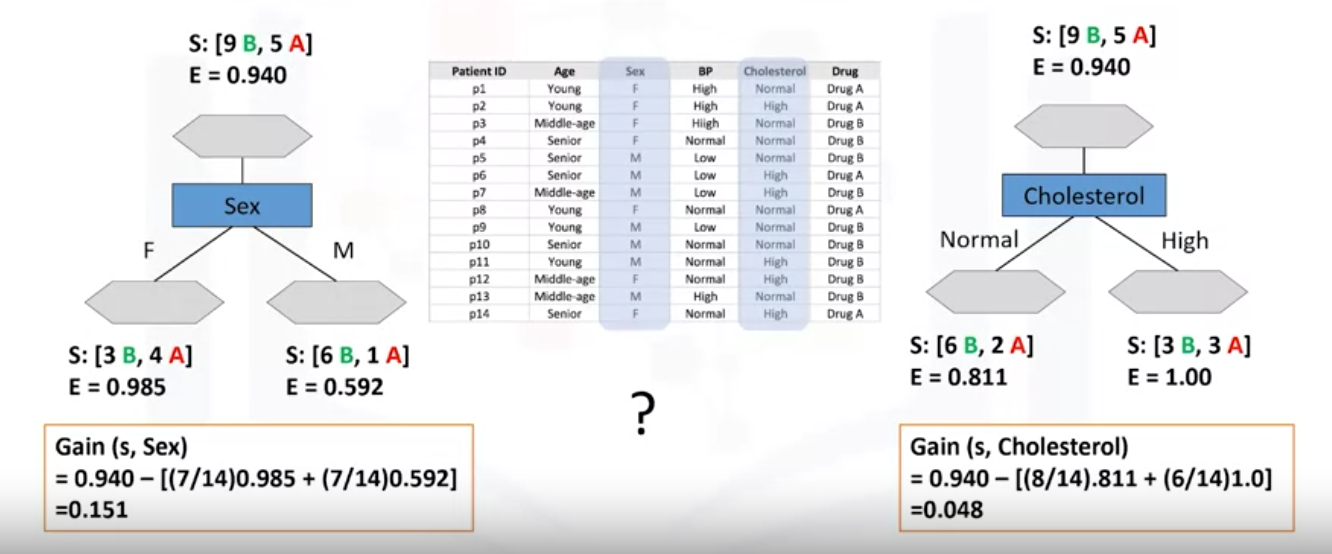 S: [9 B, 5 A]
E = 0.940
Sex
F
M
S: [3 B, 4 A]
E = 0.985
S: [6 B, 1 A]
E = 0.592
Gain (s, Sex)
= 0.940 – [(7/14)0.985 + (7/14)0.592]
=0.151
Patient ID Age Sex BP Cholesterol Drug
p1 Young F High Normal Drug A
p2 Young F High High Drug A
p3 Middle-age F Hiigh Normal Drug B
p4 Senior F Normal Normal Drug B
p5 Senior M Low Normal Drug B
p6 Senior M Low High Drug A
p7 Middle-age M Low High Drug B
p8 Young F Normal Normal Drug A
p9 Young M Low Normal Drug B
p10 Senior M Normal Normal Drug B
p11 Young M Normal High Drug B
p12 Middle-age F Normal High Drug B
p13 Middle-age M High Normal Drug B
p14 Senior F Normal High Drug A
?
S: [9 B, 5 A]
E = 0.940
Cholesterol
Normal
High
S: [6 B, 2 A]
E = 0.811
S: [3 B, 3 A]
E = 1.00
Gain (s, Cholesterol)
= 0.940 – [(8/14).811 + (6/14)1.0]
=0.048